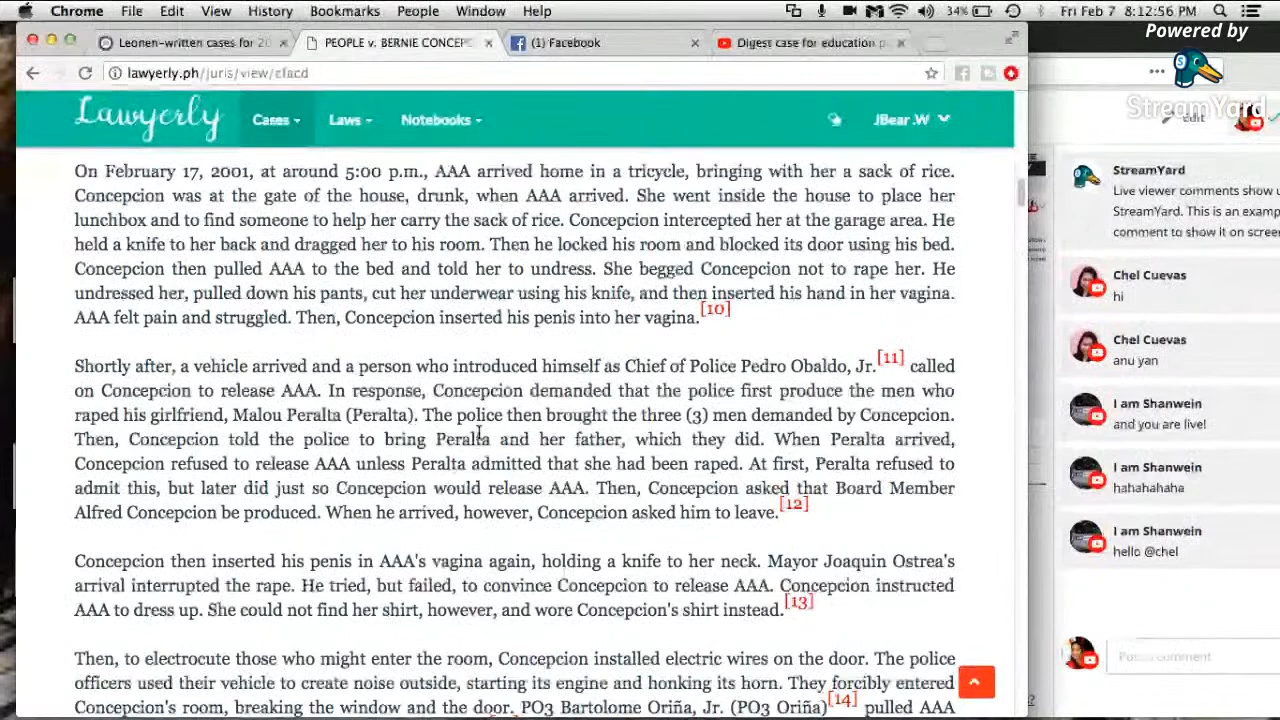 Chrome File Edit View History Bookmarks People Window Help 34% Fri Feb 7 8:12:56 PM
Powered by
StreamYard
Leonen-written cases for 20
PEOPLE v. BERNIE CONCEP
(1) Facebook
Digest case for education p
lawyerly.ph/juris/view/cfacd
Lawyerly Cases Laws Notebooks JBear .W
On February 17, 2001, at around 5:00 p.m., AAA arrived home in a tricycle, bringing with her a sack of rice.
Concepcion was at the gate of the house, drunk, when AAA arrived. She went inside the house to place her
lunchbox and to find someone to help her carry the sack of rice. Concepcion intercepted her at the garage area. He
held a knife to her back and dragged her to his room. Then he locked his room and blocked its door using his bed.
Concepcion then pulled AAA to the bed and told her to undress. She begged Concepcion not to rape her. He
undressed her, pulled down his pants, cut her underwear using his knife, and then inserted his hand in her vagina.
AAA felt pain and struggled. Then, Concepcion inserted his penis into her vagina.[10]
Shortly after, a vehicle arrived and a person who introduced himself as Chief of Police Pedro Obaldo, Jr.[11] called
on Concepcion to release AAA. In response, Concepcion demanded that the police first produce the men who
raped his girlfriend, Malou Peralta (Peralta). The police then brought the three (3) men demanded by Concepcion.
Then, Concepcion told the police to bring Peralta and her father, which they did. When Peralta arrived,
Concepcion refused to release AAA unless Peralta admitted that she had been raped. At first, Peralta refused to
admit this, but later did just so Concepcion would release AAA. Then, Concepcion asked that Board Member
Alfred Concepcion be produced. When he arrived, however, Concepcion asked him to leave.[12]
Concepcion then inserted his penis in AAA's vagina again, holding a knife to her neck. Mayor Joaquin Ostrea's
arrival interrupted the rape. He tried, but failed, to convince Concepcion to release AAA. Concepcion instructed
AAA to dress up. She could not find her shirt, however, and wore Concepcion's shirt instead.[13]
Then, to electrocute those who might enter the room, Concepcion installed electric wires on the door. The police
officers used their vehicle to create noise outside, starting its engine and honking its horn. They forcibly entered
Concepcion's room, breaking the window and the door. PO3 Bartolome Oriña, Jr. (PO3 Oriña)[14] pulled AAA
edit
StreamYard
Live viewer comments show
StreamYard. This is an examp
comment to show it on screen
Chel Cuevas
hi
Chel Cuevas
anu yan
I am Shanwein
and you are live!
I am Shanwein
hahahahaha
I am Shanwein
hello @chel
Post a comment